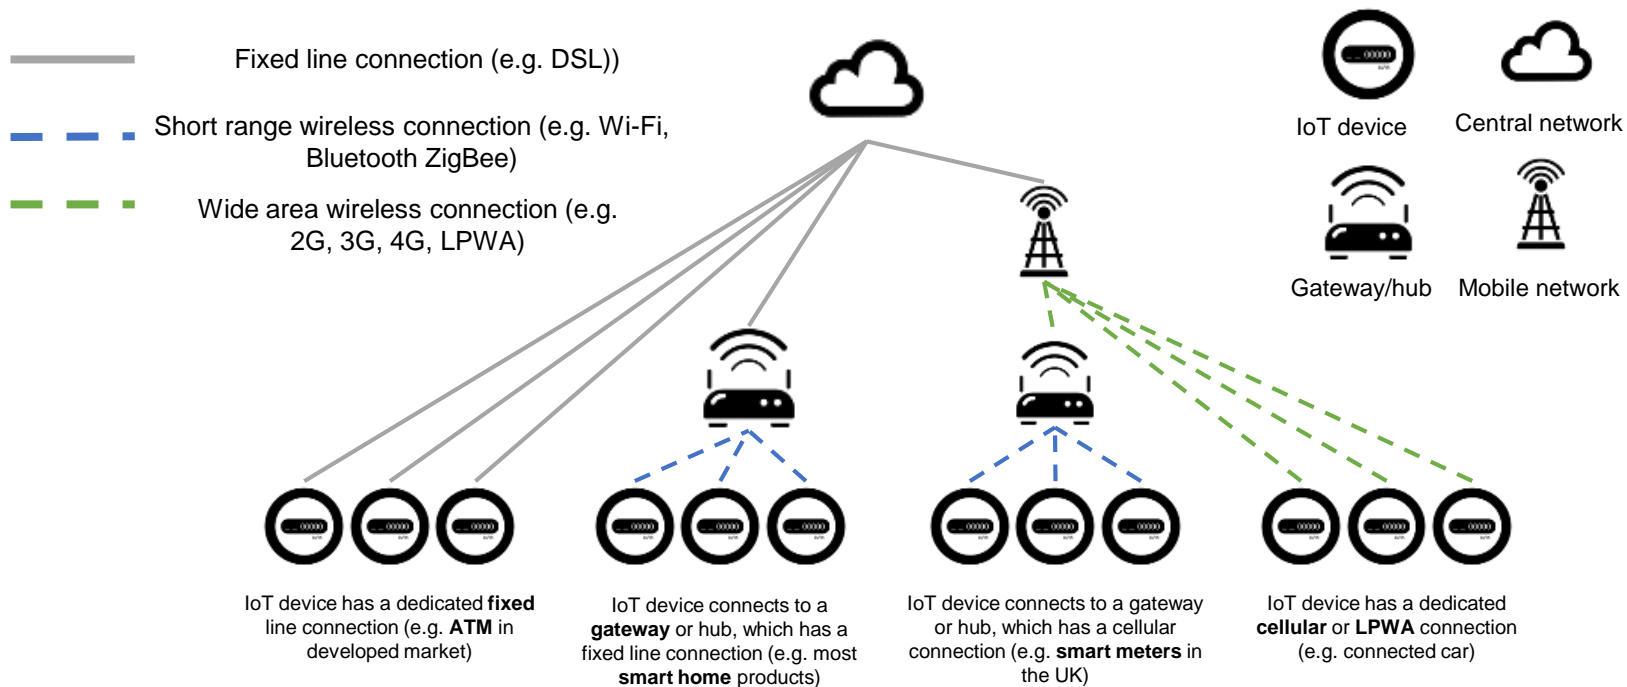 Fixed line connection (e.g. DSL))
Short range wireless connection (e.g. Wi-Fi,
Bluetooth ZigBee)
Wide area wireless connection (e.g.
2G, 3G, 4G, LPWA)
IoT device
Central network
Gateway/hub
Mobile network
IoT device has a dedicated fixed
line connection (e.g. ATM in
developed market)
IoT device connects to a
gateway or hub, which has a
fixed line connection (e.g. most
smart home products)
IoT device connects to a gateway
or hub, which has a cellular
connection (e.g. smart meters in
the UK)
IoT device has a dedicated
cellular or LPWA connection
(e.g. connected car)